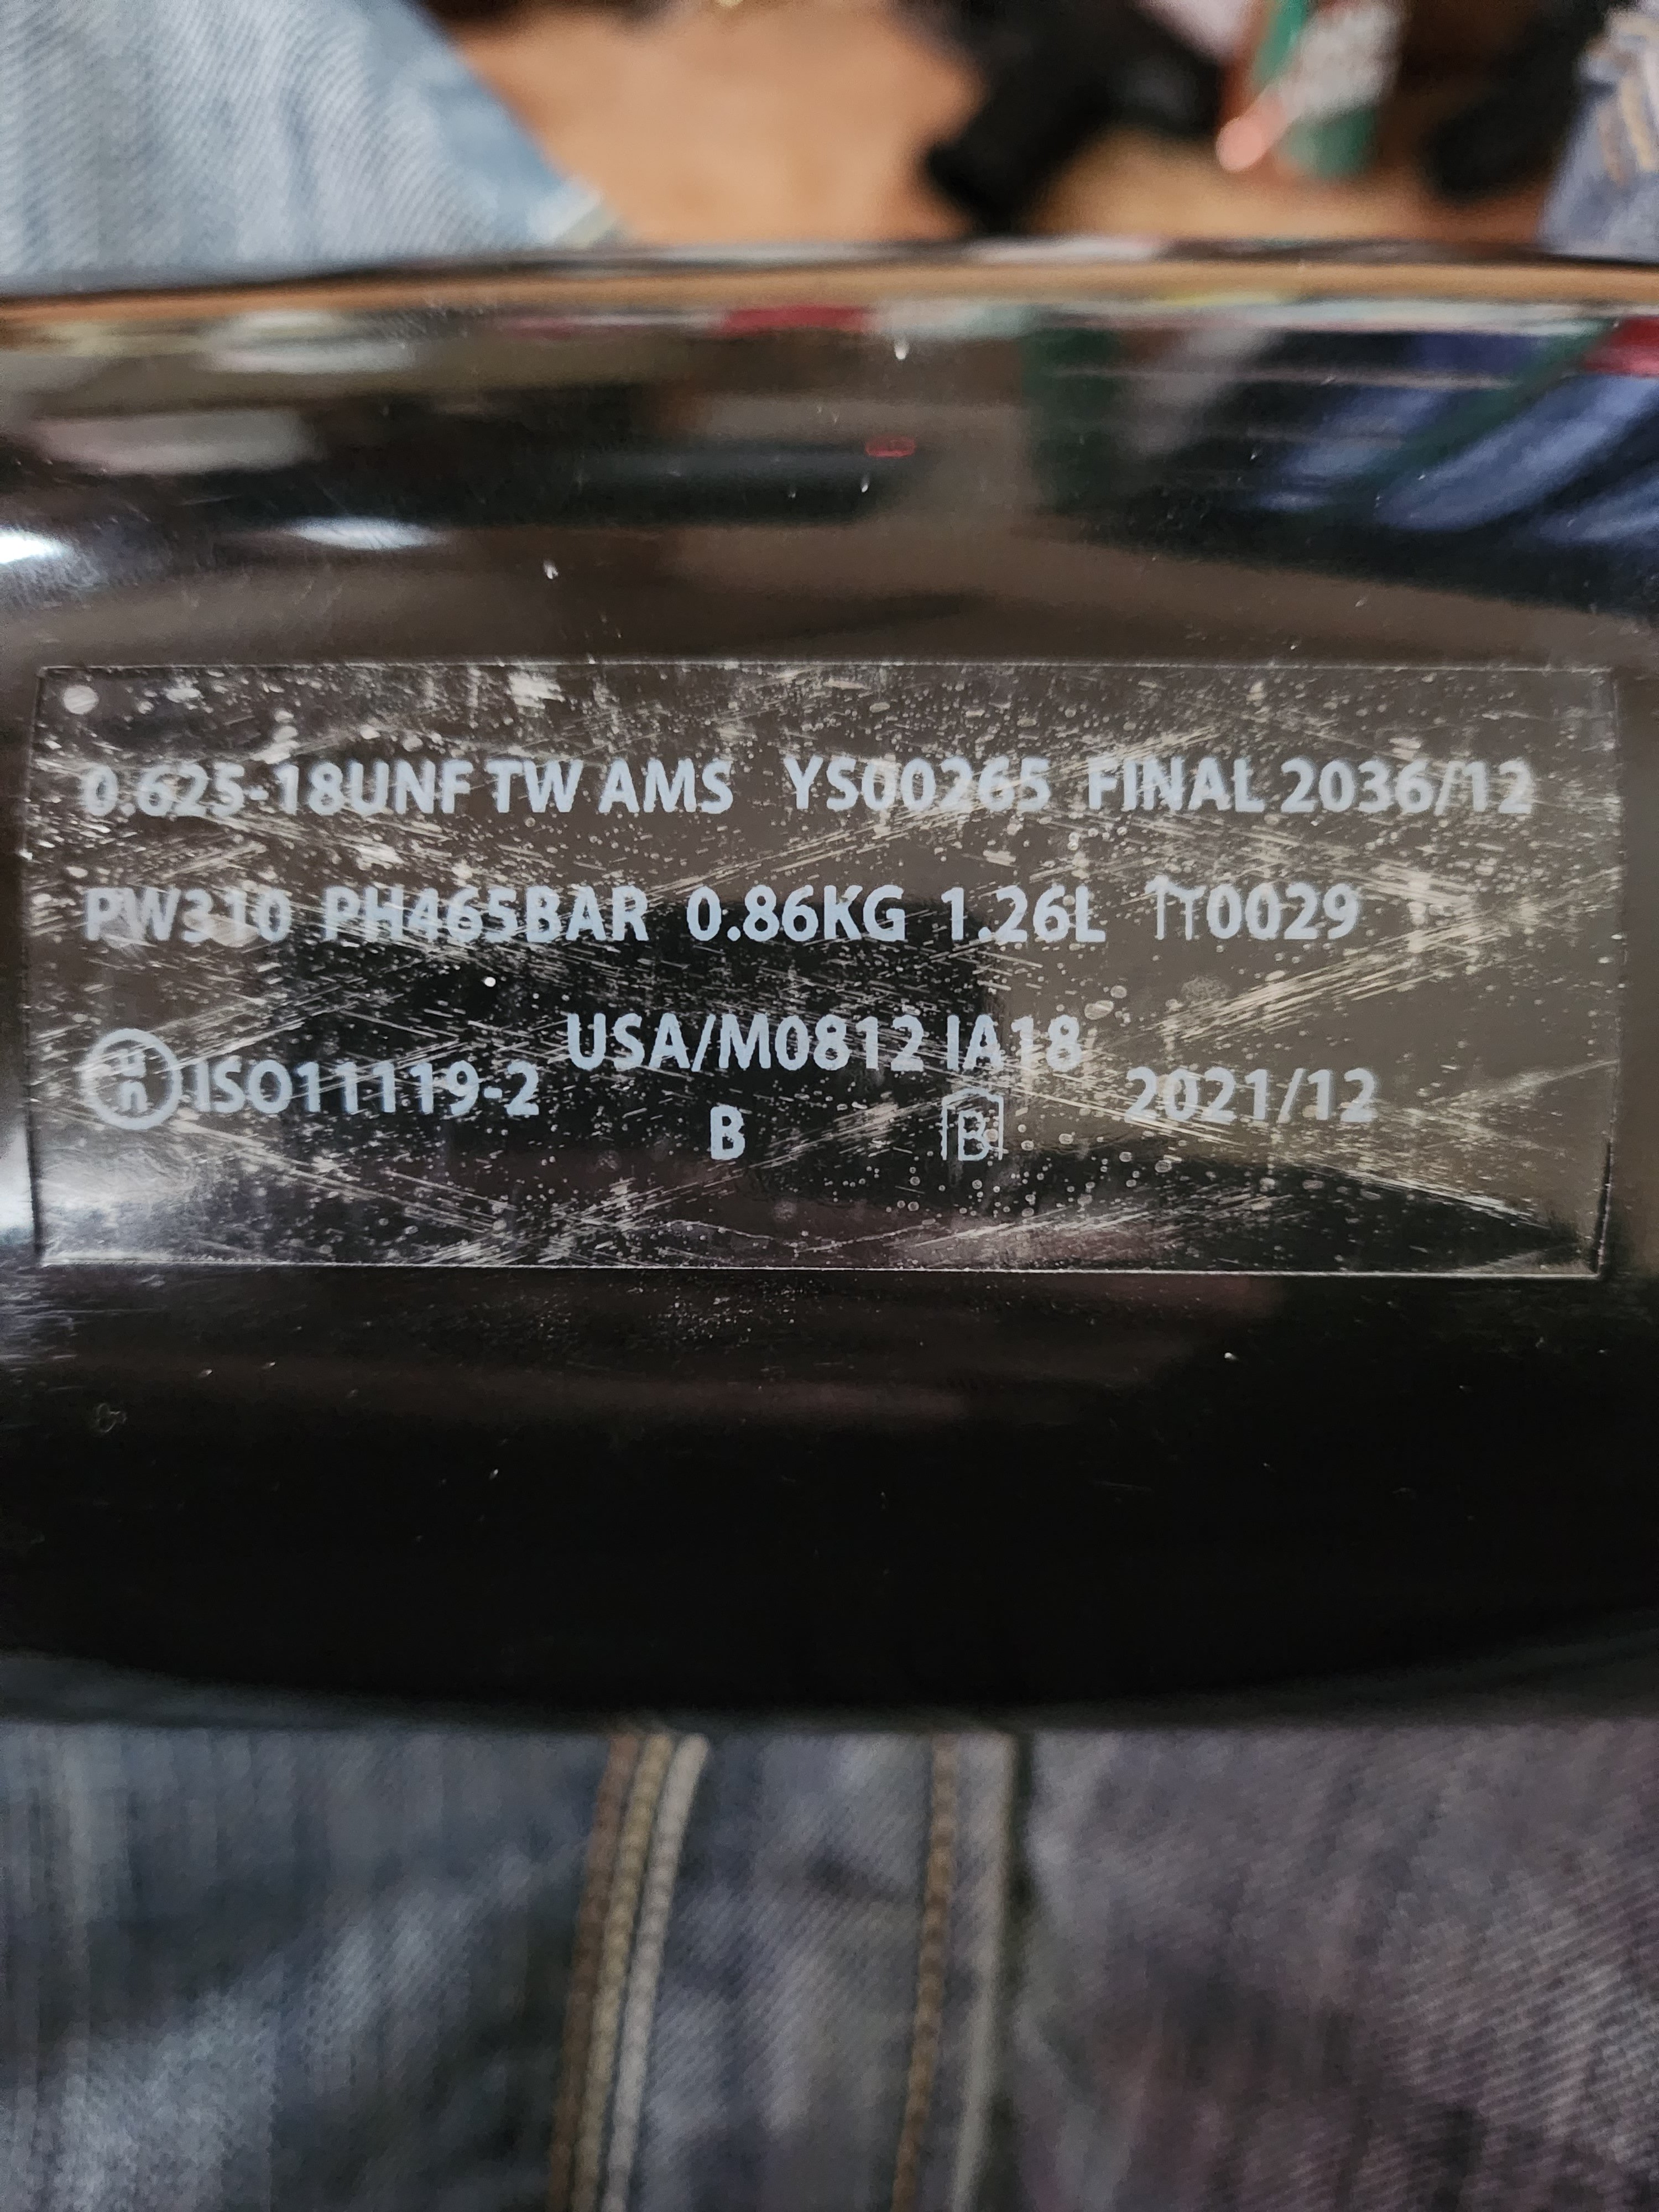 0.625-18UNF TW AMS YS00265 FINAL 2036/12
PW310 PH465BAR 0.86KG 1.26L TT0029
un ISO11119-2 USA/M0812 IA18 2021/12
B B